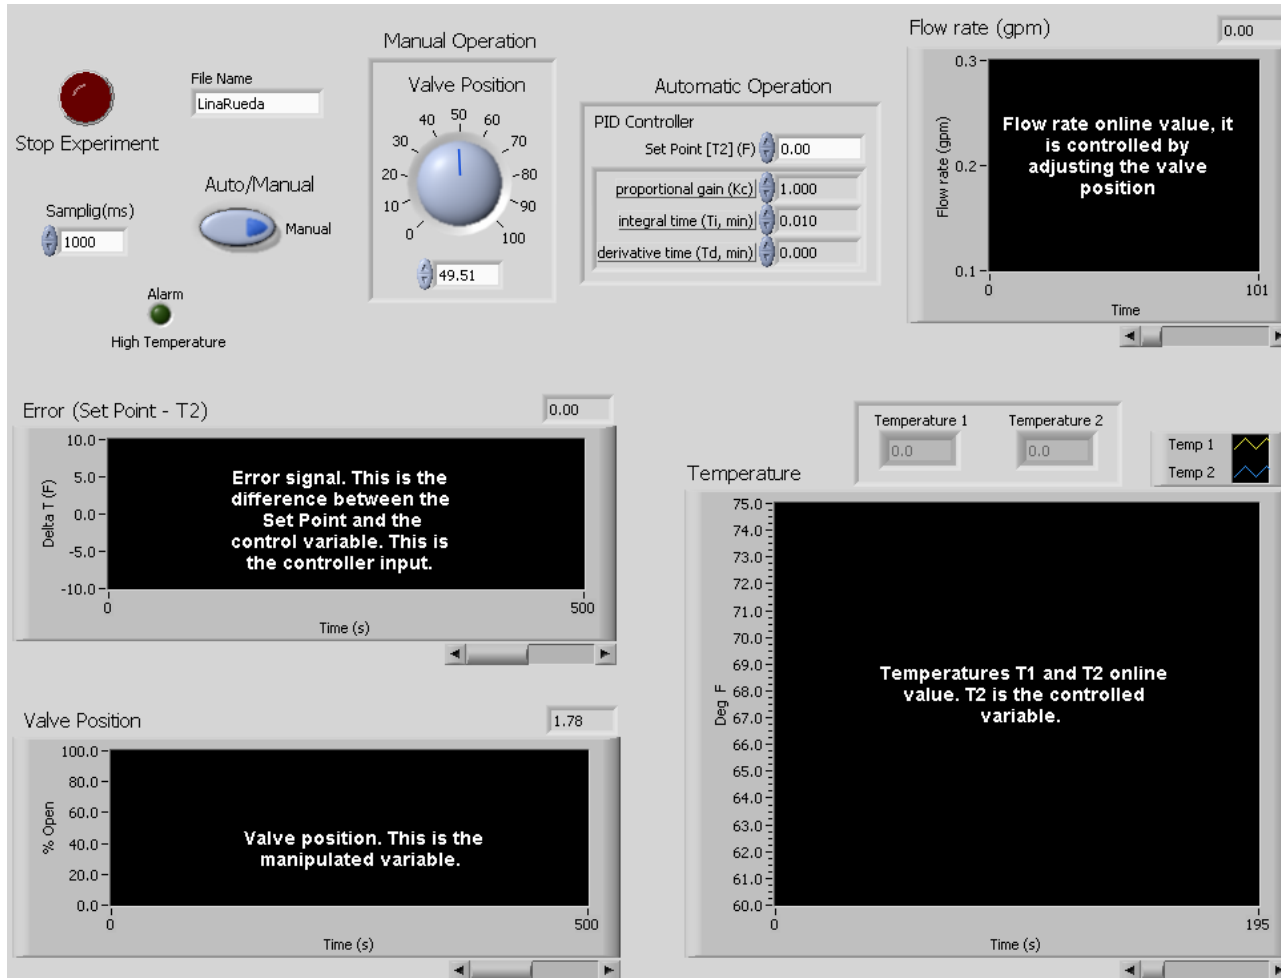 Manual Operation
Flow rate (gpm)
0.00
File Name
LinaRueda
Stop Experiment
Auto/Manual
Manual
Samplig(ms)
1000
Alarm
High Temperature
Valve Position
0
10
20
30
40
50
60
70
80
90
100
49.51
Automatic Operation
PID Controller
Set Point [T2] (F) 0.00
proportional gain (Kc) 1.000
integral time (Ti, min) 0.010
derivative time (Td, min) 0.000
Flow rate (gpm)
0.3
0.2
0.1
Flow rate online value, it
is controlled by
adjusting the valve
position
0 101
Time
Error (Set Point - T2)
0.00
Delta T (F)
10.0
5.0
0.0
-5.0
-10.0
Error signal. This is the
difference between the
Set Point and the
control variable. This is
the controller input.
0 500
Time (s)
Valve Position
1.78
% Open
100.0
80.0
60.0
40.0
20.0
0.0
Valve position. This is the
manipulated variable.
0 500
Time (s)
Temperature 1 Temperature 2
0.0 0.0
Temp 1
Temp 2
Temperature
Deg F
75.0
74.0
73.0
72.0
71.0
70.0
69.0
68.0
67.0
66.0
65.0
64.0
63.0
62.0
61.0
60.0
Temperatures T1 and T2 online
value. T2 is the controlled
variable.
0 195
Time (s)